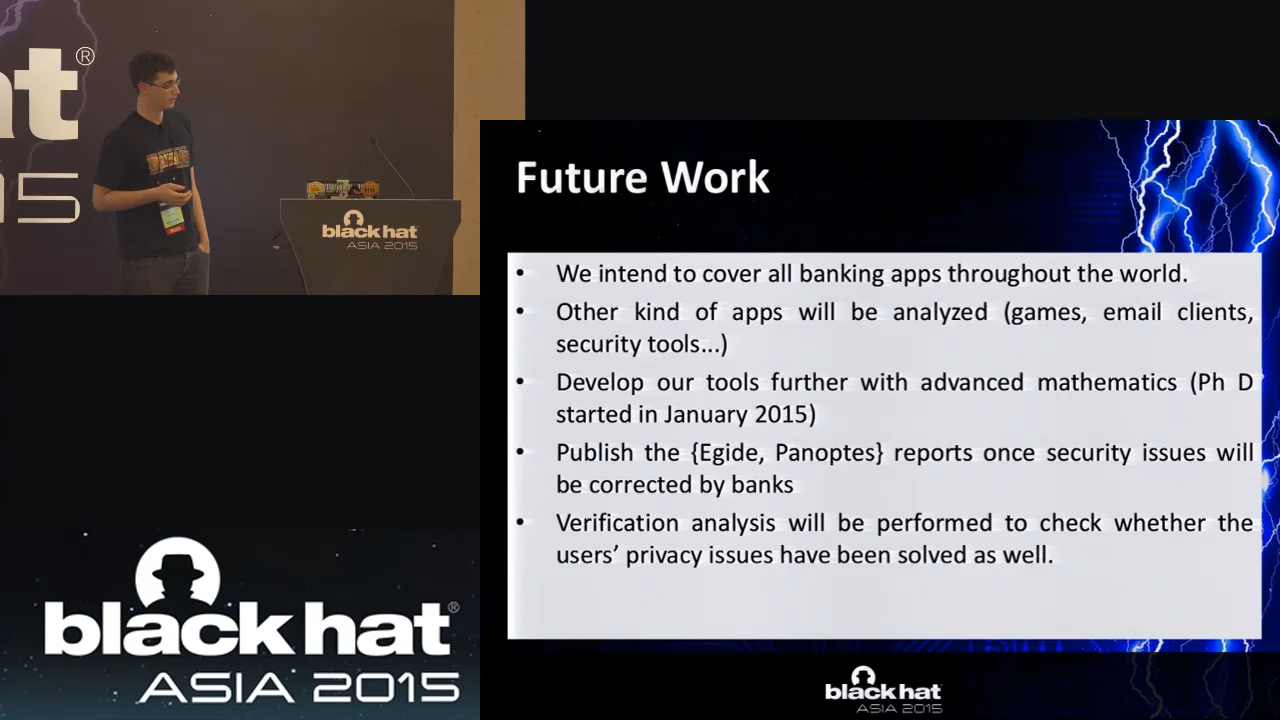 at®
15
black hat
ASIA 2015
Future Work
• We intend to cover all banking apps throughout the world.
• Other kind of apps will be analyzed (games, email clients,
security tools...)
• Develop our tools further with advanced mathematics (Ph D
started in January 2015)
• Publish the {Egide, Panoptes} reports once security issues will
be corrected by banks
• Verification analysis will be performed to check whether the
users’ privacy issues have been solved as well.
black hat®
ASIA 2015
black hat
ASIA 2015